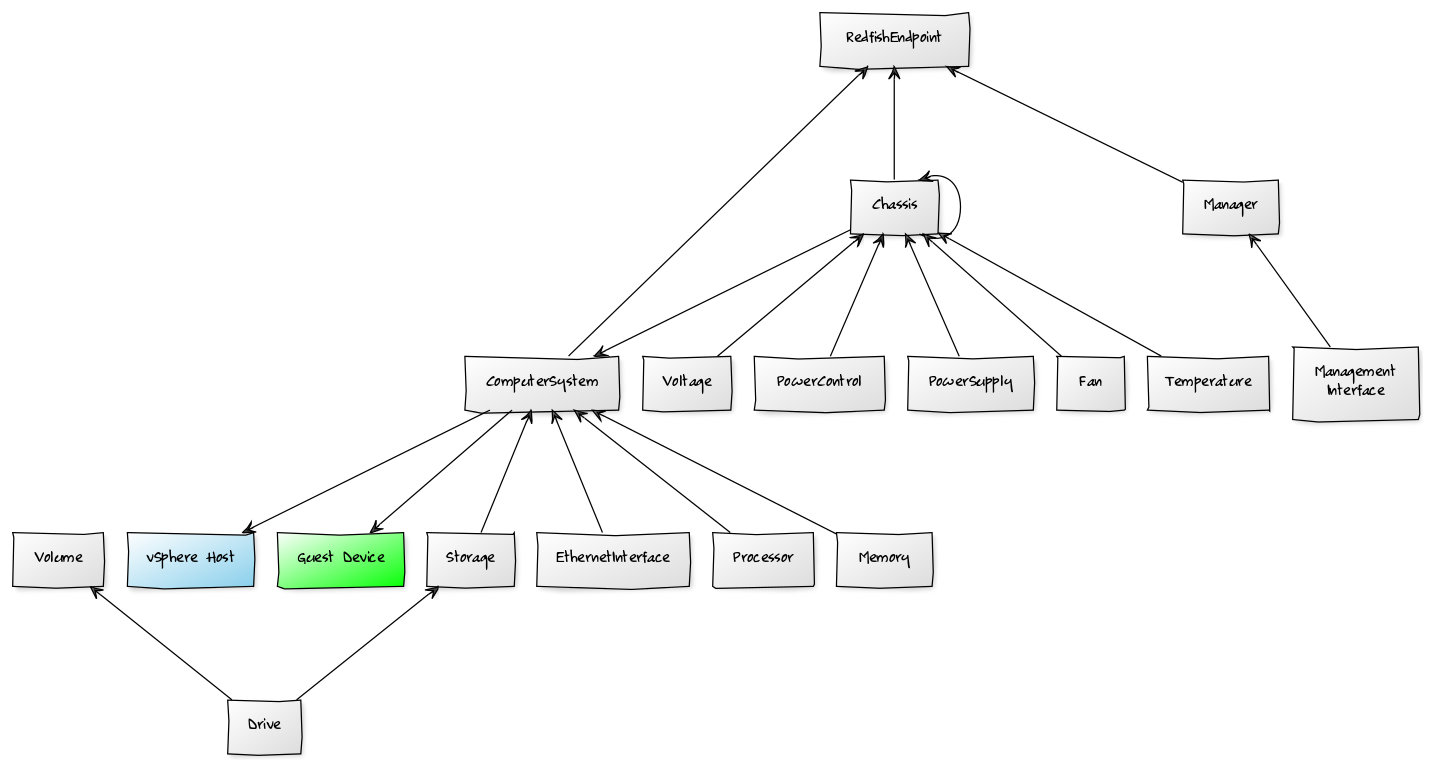 RedfishEndpoint
Chassis
Manager
ComputerSystem
Voltage
PowerControl
PowerSupply
Fan
Temperature
Management
Interface
Volume
vSphere Host
Guest Device
Storage
EthernetInterface
Processor
Memory
Drive